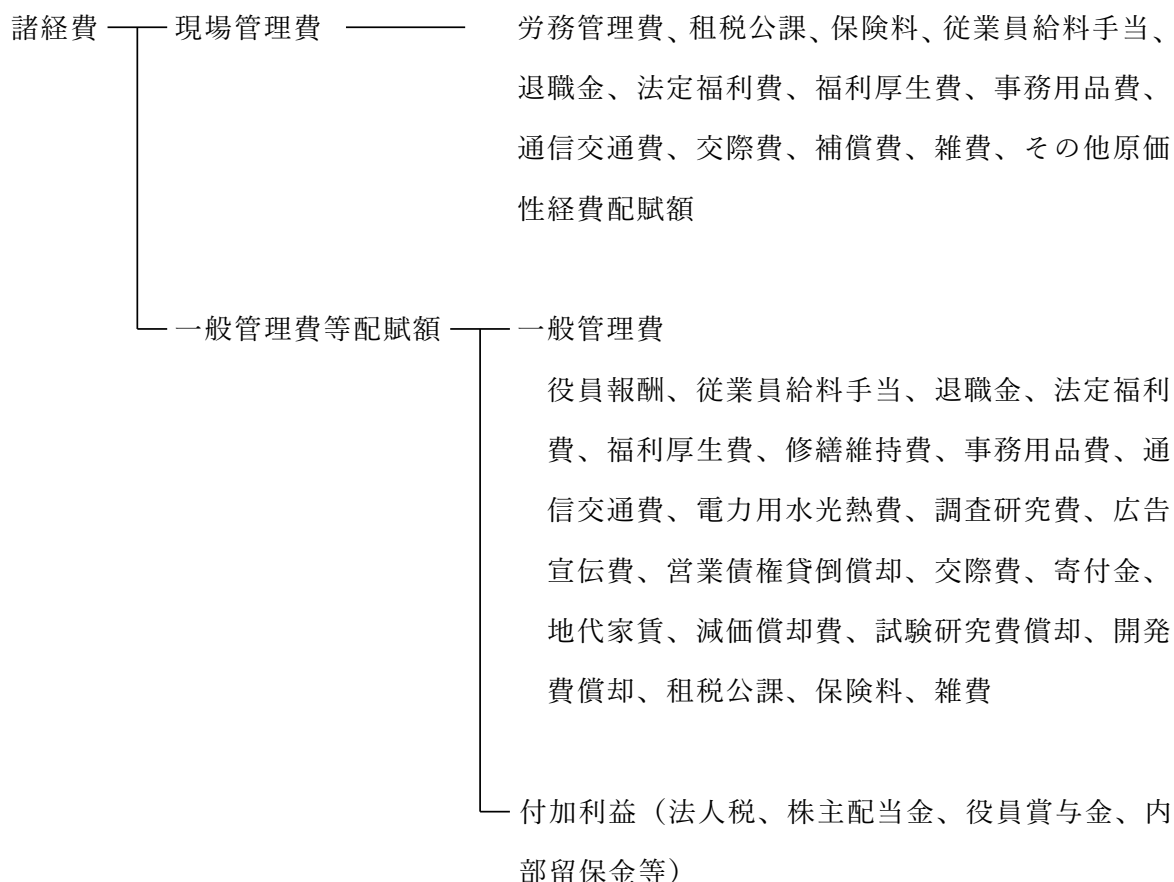 諸経費 現場管理費 労務管理費、租税公課、保険料、従業員給料手当、
退職金、法定福利費、福利厚生費、事務用品費、
通信交通費、交際費、補償費、雑費、その他原価
性経費配賦額
一般管理費等配賦額 一般管理費
役員報酬、従業員給料手当、退職金、法定福利
費、福利厚生費、修繕維持費、事務用品費、通
信交通費、電力用水光熱費、調査研究費、広告
宣伝費、営業債権貸倒償却、交際費、寄付金、
地代家賃、減価償却費、試験研究費償却、開発
費償却、租税公課、保険料、雑費
付加利益（法人税、株主配当金、役員賞与金、内
部留保金等）